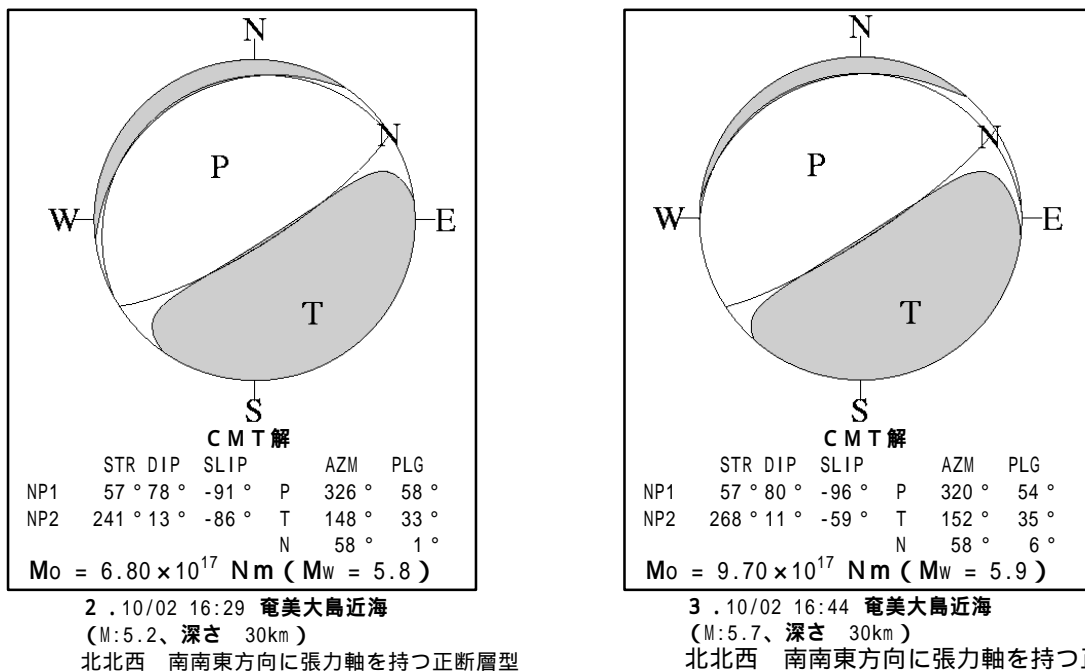 N
N
P
W
E
T
S
CMT解
STR DIP SLIP AZM PLG
NP1 57° 78° -91° P 326° 58°
NP2 241° 13° -86° T 148° 33°
N 58° 1°
Mo = 6.80×10¹⁷ Nm (Mw = 5.8)
2.10/02 16:29 奄美大島近海
(M:5.2、深さ 30km)
北北西 南南東方向に張力軸を持つ正断層型
N
N
P
W
E
T
S
CMT解
STR DIP SLIP AZM PLG
NP1 57° 80° -96° P 320° 54°
NP2 268° 11° -59° T 152° 35°
N 58° 6°
Mo = 9.70×10¹⁷ Nm (Mw = 5.9)
3.10/02 16:44 奄美大島近海
(M:5.7、深さ 30km)
北北西 南南東方向に張力軸を持つ